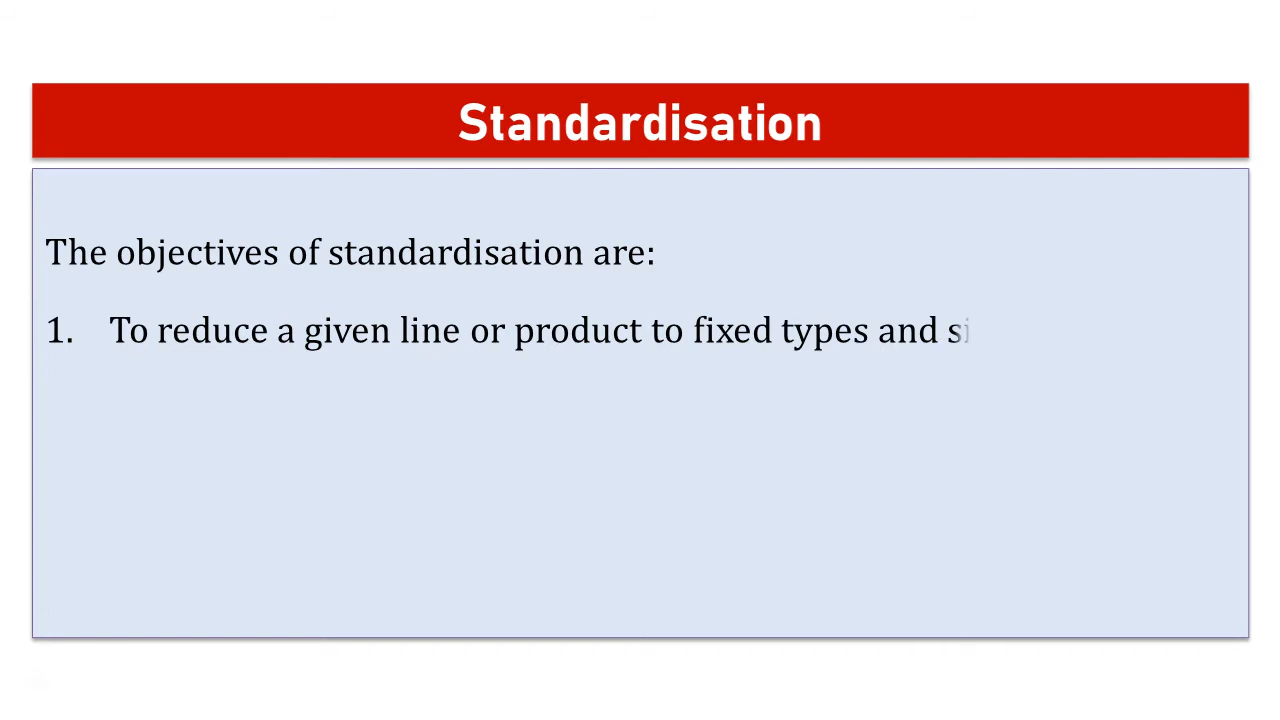 Standardisation
The objectives of standardisation are:
1. To reduce a given line or product to fixed types and